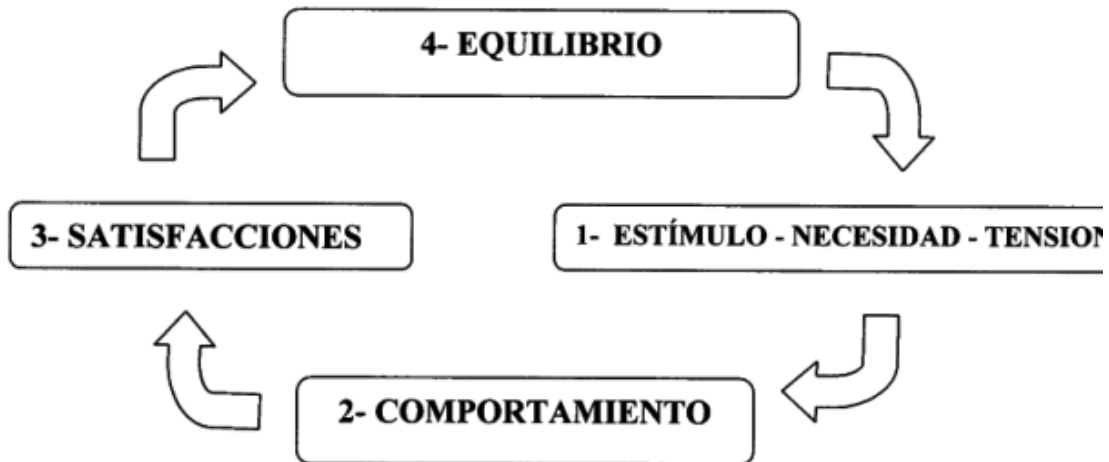 4- EQUILIBRIO
3- SATISFACCIONES
1- ESTÍMULO - NECESIDAD - TENSION
2- COMPORTAMIENTO